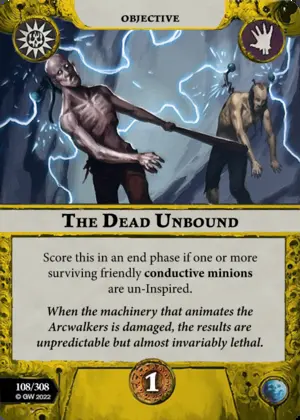 OBJECTIVE
THE DEAD UNBOUND
Score this in an end phase if one or more
surviving friendly conductive minions
are un-Inspired.
When the machinery that animates the
Arcwalkers is damaged, the results are
unpredictable but almost invariably lethal.
108/308
© GW 2022
1